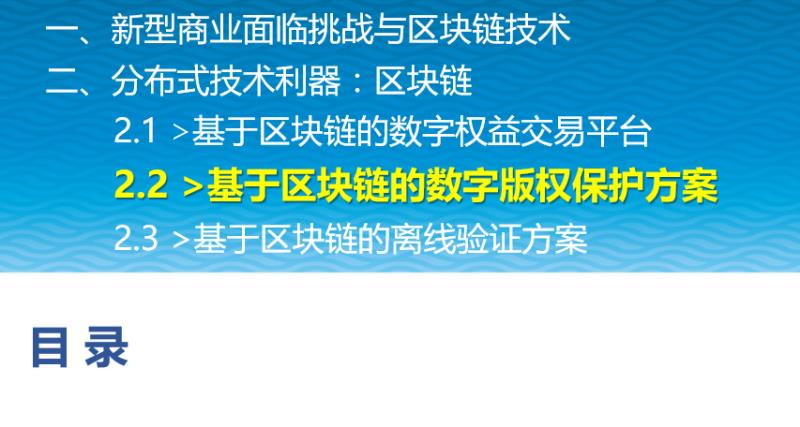 一、新型商业面临挑战与区块链技术
二、分布式技术利器：区块链
2.1 >基于区块链的数字权益交易平台
2.2 >基于区块链的数字版权保护方案
2.3 >基于区块链的离线验证方案
目录